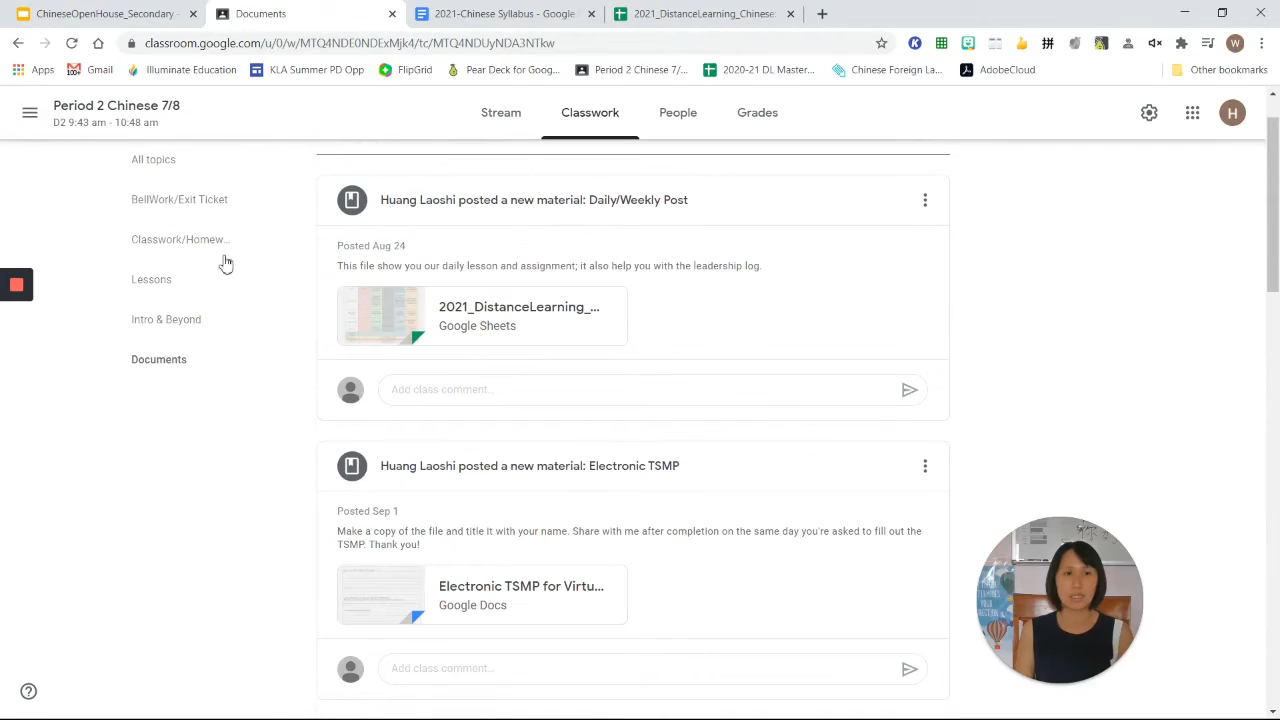 ChineseOpenHouse_Secondary
Documents
2021 Chinese Syllabus - Google
2021_DistanceLearning_Chinese
classroom.google.com/u/1/w/MTQ4NDE0NDExMjk4/tc/MTQ4NDIyNDA3NTkw
Apps
Gmail
Illuminate Education
LA Summer PD Opp
FlipGrid
Pear Deck for Eng...
Period 2 Chinese 7/...
2020-21 DL Master...
Chinese Foreign La...
AdobeCloud
Other bookmarks
Period 2 Chinese 7/8
D2 9:43 am - 10:48 am
Stream
Classwork
People
Grades
H
All topics
BellWork/Exit Ticket
Classwork/Homew...
Lessons
Intro & Beyond
Documents
Huang Laoshi posted a new material: Daily/Weekly Post
Posted Aug 24
This file show you our daily lesson and assignment; it also help you with the leadership log.
2021_DistanceLearning_...
Google Sheets
Add class comment...
Huang Laoshi posted a new material: Electronic TSMP
Posted Sep 1
Make a copy of the file and title it with your name. Share with me after completion on the same day you're asked to fill out the
TSMP. Thank you!
Electronic TSMP for Virtu...
Google Docs
Add class comment...